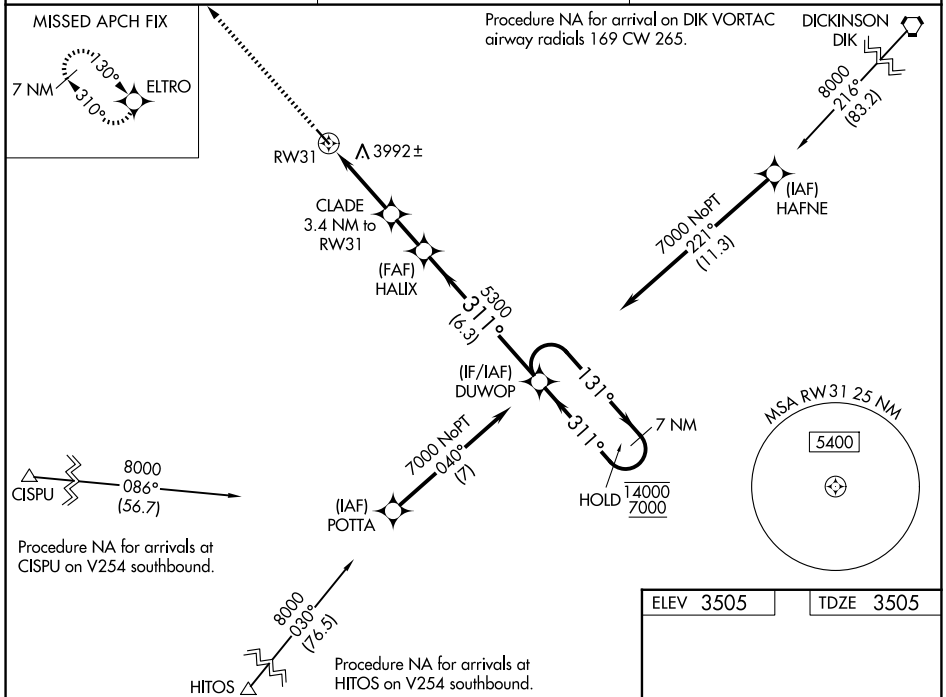 MISSED APCH FIX
7 NM
130°
310°
ELTRO
Procedure NA for arrival on DIK VORTAC
airway radials 169 CW 265.
DICKINSON
DIK
8000
216°
(83.2)
RW31
3992±
CLADE
3.4 NM to
RW31
(FAF)
HALIX
(IAF)
HAFNE
7000 NoPT
221°
(11.3)
5300
311°
(6.3)
(IF/IAF)
DUWOP
131°
311°
7 NM
HOLD
14000
7000
MSA RW31 25 NM
5400
7000 NoPT
040°
(7)
CISPU
8000
086°
(56.7)
(IAF)
POTTA
Procedure NA for arrivals at
CISPU on V254 southbound.
8000
030°
(76.5)
HITOS
Procedure NA for arrivals at
HITOS on V254 southbound.
ELEV 3505
TDZE 3505